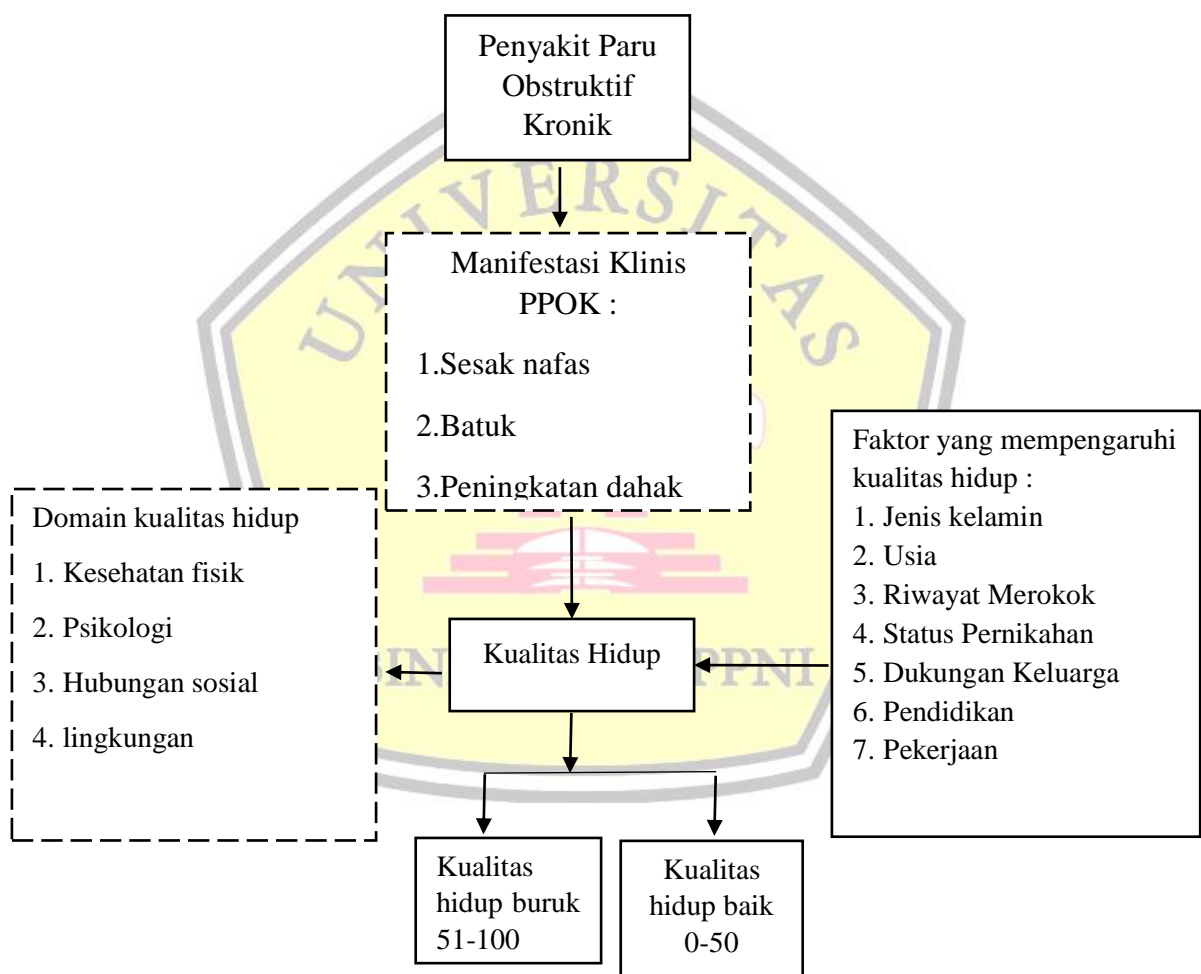 Penyakit Paru
Obstruktif
Kronik
UNIVERSITAS
Manifestasi Klinis
PPOK :
1.Sesak nafas
2.Batuk
3.Peningkatan dahak
Domain kualitas hidup
1. Kesehatan fisik
2. Psikologi
3. Hubungan sosial
4. lingkungan
Faktor yang mempengaruhi
kualitas hidup :
1. Jenis kelamin
2. Usia
3. Riwayat Merokok
4. Status Pernikahan
5. Dukungan Keluarga
6. Pendidikan
7. Pekerjaan
Kualitas Hidup
BIN PPNI
Kualitas
hidup buruk
51-100
Kualitas
hidup baik
0-50